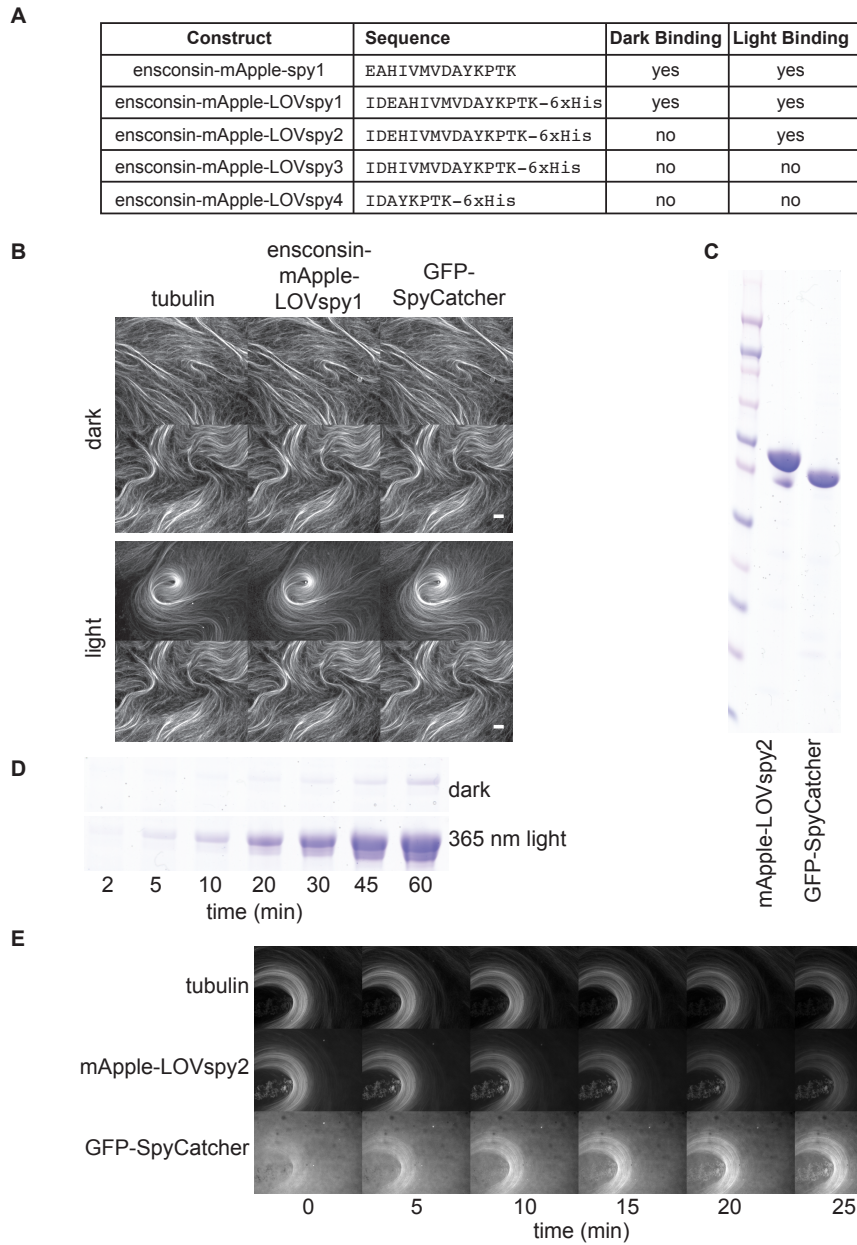 A
Construct Sequence Dark Binding Light Binding
ensconsin-mApple-spy1 EAHIVMVDAYKPTK yes yes
ensconsin-mApple-LOVspy1 IDEAHIVMVDAYKPTK-6xHis yes yes
ensconsin-mApple-LOVspy2 IDEHIVMVDAYKPTK-6xHis no yes
ensconsin-mApple-LOVspy3 IDHIVMVDAYKPTK-6xHis no no
ensconsin-mApple-LOVspy4 IDAYKPTK-6xHis no no
B
tubulin
ensconsin-
mApple-
LOVspy1
GFP-
SpyCatcher
dark
light
C
mApple-LOVspy2
GFP-SpyCatcher
D
dark
365 nm light
2 5 10 20 30 45 60
time (min)
E
tubulin
mApple-LOVspy2
GFP-SpyCatcher
0 5 10 15 20 25
time (min)